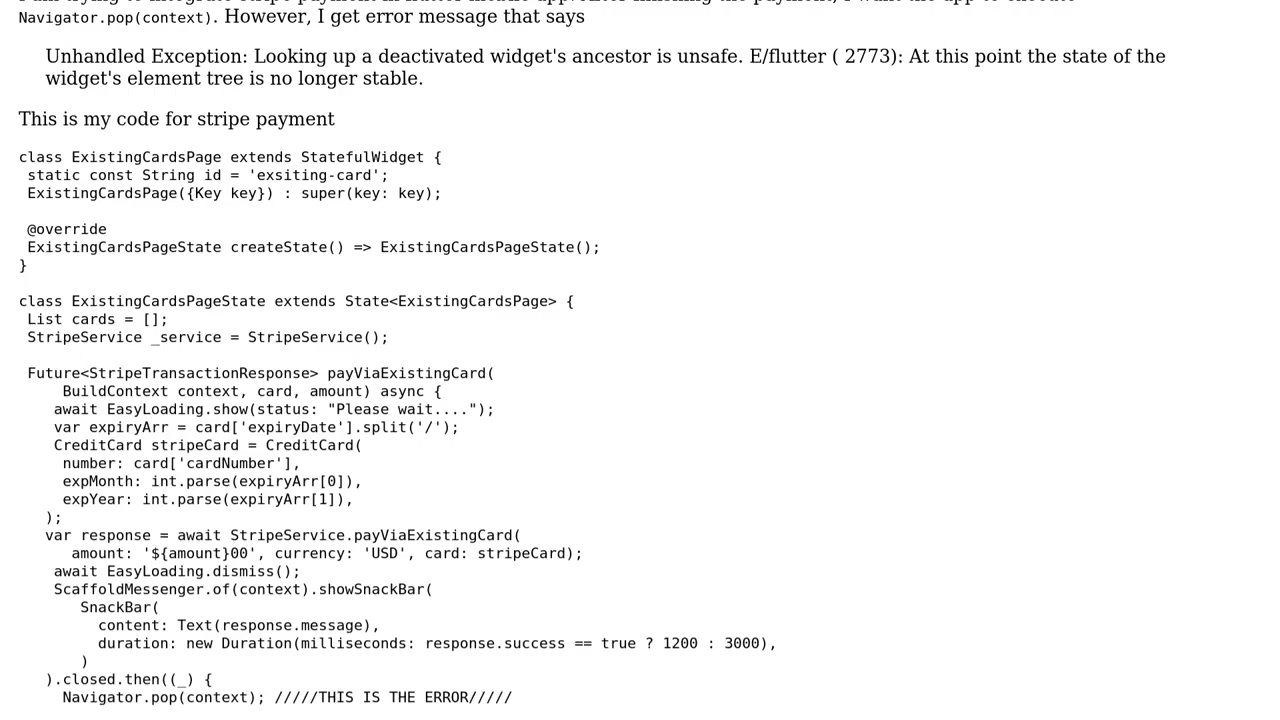 Navigator.pop(context). However, I get error message that says
Unhandled Exception: Looking up a deactivated widget's ancestor is unsafe. E/flutter ( 2773): At this point the state of the
widget's element tree is no longer stable.
This is my code for stripe payment
class ExistingCardsPage extends StatefulWidget {
static const String id = 'exsiting-card';
ExistingCardsPage({Key key}) : super(key: key);
@override
ExistingCardsPageState createState() => ExistingCardsPageState();
}
class ExistingCardsPageState extends State<ExistingCardsPage> {
List cards = [];
StripeService _service = StripeService();
Future<StripeTransactionResponse> payViaExistingCard(
BuildContext context, card, amount) async {
await EasyLoading.show(status: "Please wait....");
var expiryArr = card['expiryDate'].split('/');
CreditCard stripeCard = CreditCard(
number: card['cardNumber'],
expMonth: int.parse(expiryArr[0]),
expYear: int.parse(expiryArr[1]),
);
var response = await StripeService.payViaExistingCard(
amount: '${amount}00', currency: 'USD', card: stripeCard);
await EasyLoading.dismiss();
ScaffoldMessenger.of(context).showSnackBar(
SnackBar(
content: Text(response.message),
duration: new Duration(milliseconds: response.success == true ? 1200 : 3000),
)
).closed.then((_) {
Navigator.pop(context); /////THIS IS THE ERROR/////